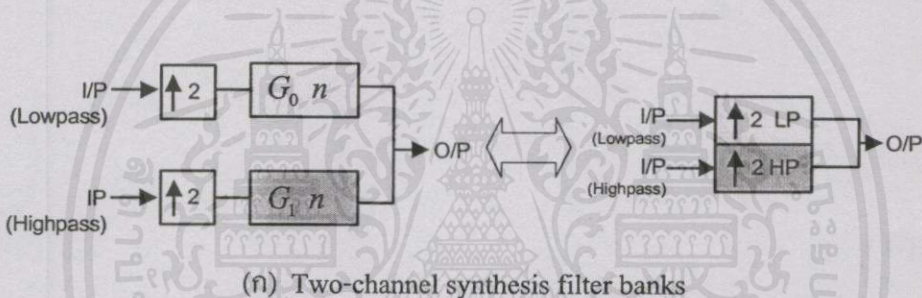 I/P
(Lowpass)
↑ 2
G₀ n
O/P
IP
(Highpass)
↑ 2
G₁ n
I/P
(Lowpass)
↑ 2 LP
I/P
(Highpass)
↑ 2 HP
O/P
(ก) Two-channel synthesis filter banks